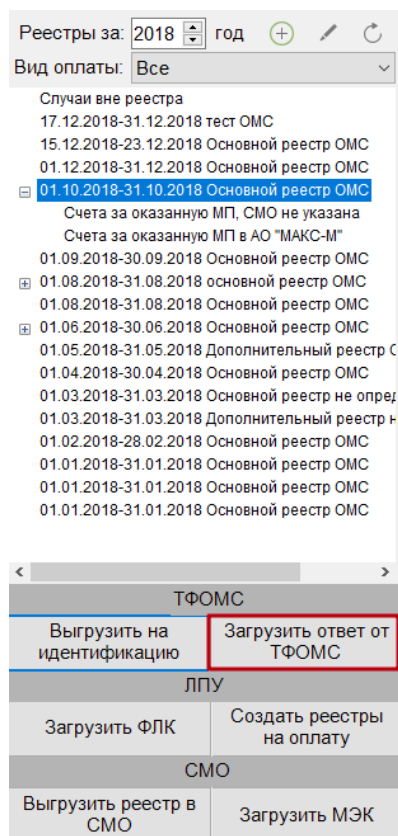 Реестры за: 2018 год
Вид оплаты: Все
Случаи вне реестра
17.12.2018-31.12.2018 тест ОМС
15.12.2018-23.12.2018 Основной реестр ОМС
01.12.2018-31.12.2018 Основной реестр ОМС
01.10.2018-31.10.2018 Основной реестр ОМС
Счета за оказанную МП, СМО не указана
Счета за оказанную МП в АО "МАКС-М"
01.09.2018-30.09.2018 Основной реестр ОМС
01.08.2018-31.08.2018 основной реестр ОМС
01.08.2018-31.08.2018 Основной реестр ОМС
01.06.2018-30.06.2018 Основной реестр ОМС
01.05.2018-31.05.2018 Дополнительный реестр
01.04.2018-30.04.2018 Основной реестр ОМС
01.03.2018-31.03.2018 Основной реестр не опред
01.03.2018-31.03.2018 Дополнительный реестр н
01.02.2018-28.02.2018 Основной реестр ОМС
01.01.2018-31.01.2018 Основной реестр ОМС
01.01.2018-31.01.2018 Основной реестр ОМС
01.01.2018-31.01.2018 Основной реестр ОМС
ТФОМС
Выгрузить на
идентификацию
Загрузить ответ от
ТФОМС
ЛПУ
Загрузить ФЛК
Создать реестры
на оплату
СМО
Выгрузить реестр в
СМО
Загрузить МЭК